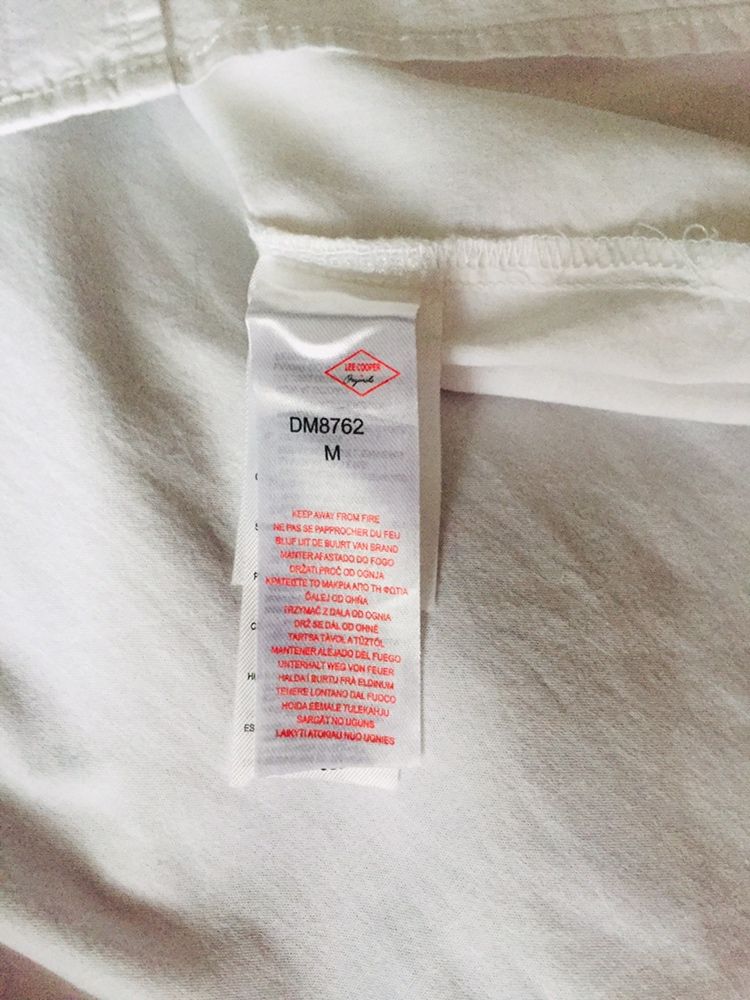 LEE COOPER
Originals
DM8762
M
KEEP AWAY FROM FIRE
NE PAS SE PAPPROCHER DU FEU
BLIJF UIT DE BUURT VAN BRAND
MANTER AFASTADO DO FOGO
DRŽATI PROČ OD OGNJA
ΚΡΑΤΕΙΣΤΕ ΤΟ ΜΑΚΡΙΑ ΑΠΟ ΤΗ ΦΩΤΙΑ
ĎALEJ OD OHŇA
TRZYMAĆ Z DALA OD OGNIA
DRŽ SE DÁL OD OHNĚ
TARTSA TÁVOL A TŰZTŐL
MANTENER ALEJADO DEL FUEGO
UNTERHALT WEG VON FEUER
HALDA Í BURTU FRÁ ELDINUM
TENERE LONTANO DAL FUOCO
HOIDA EEMALE TULEKAHJU
SARGĀT NO UGUNS
LAIKYTI ATOKIAU NUO UGNIES
ES